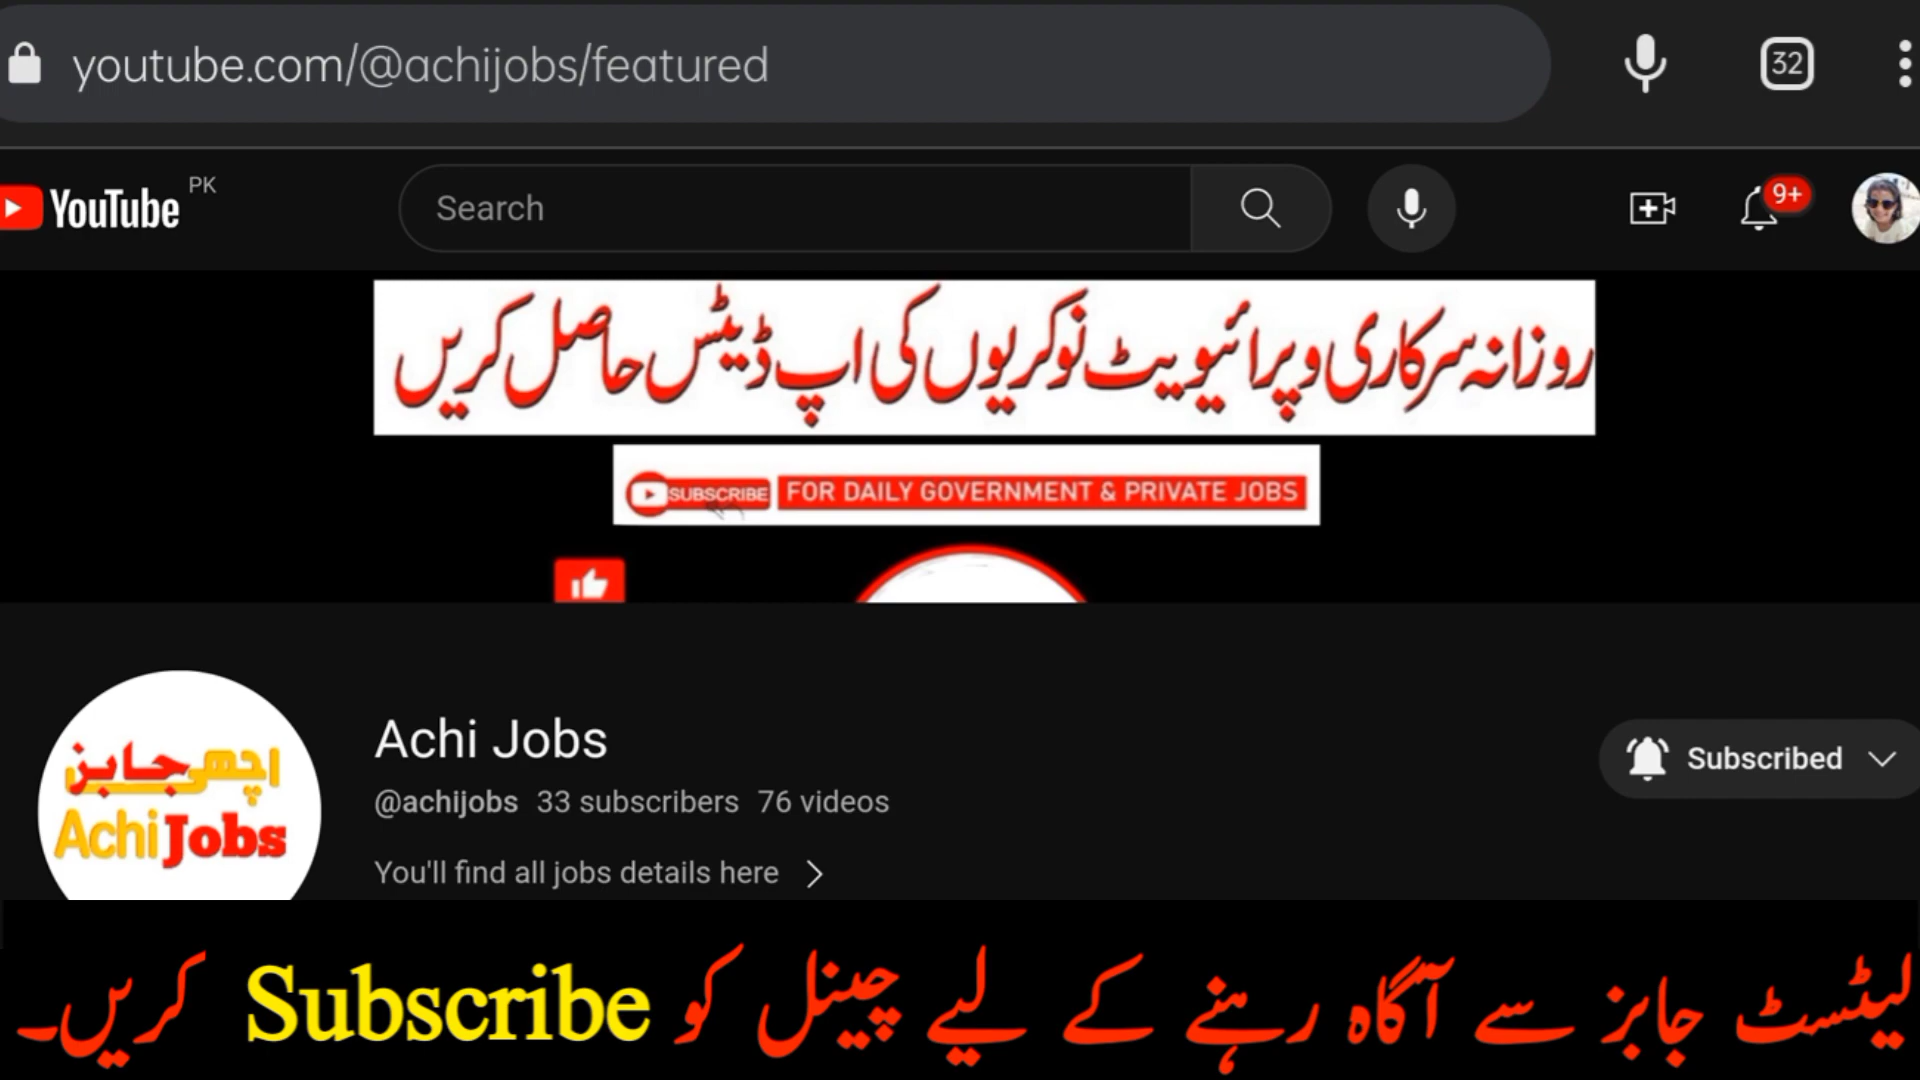 youtube.com/@achijobs/featured
32
YouTube PK
Search
9+
روزانہ سرکاری و پرائیویٹ نوکریوں کی اپ ڈیٹس حاصل کریں
SUBSCRIBE FOR DAILY GOVERNMENT & PRIVATE JOBS
اچھی جابز
Achi Jobs
Achi Jobs
@achijobs 33 subscribers 76 videos
Subscribed
You'll find all jobs details here
لیٹسٹ جابز سے آگاہ رہنے کے لیے چینل کو Subscribe کریں۔